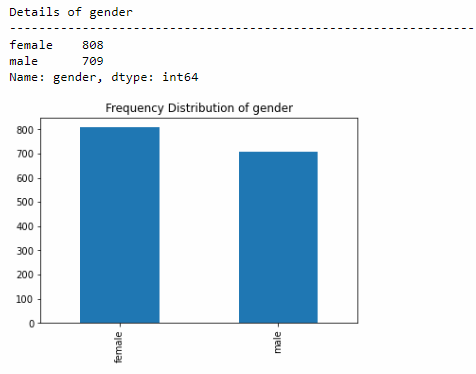 Details of gender
--------------------------------------------------------------
female    808
male      709
Name: gender, dtype: int64
Frequency Distribution of gender
800
700
600
500
400
300
200
100
0
female
male